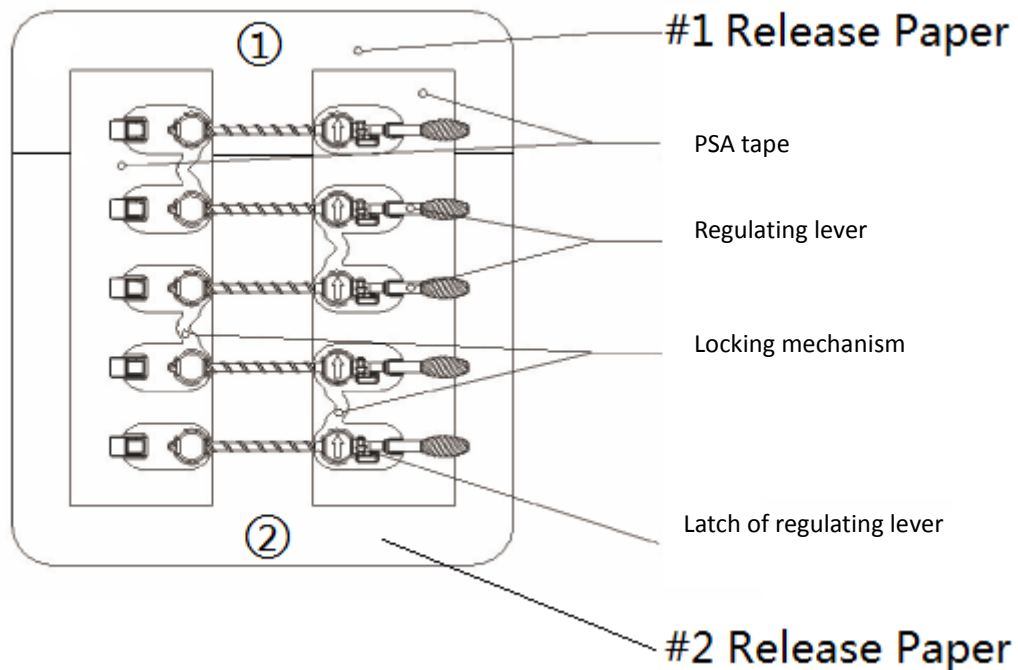 ① #1 Release Paper
PSA tape
Regulating lever
Locking mechanism
Latch of regulating lever
②
#2 Release Paper